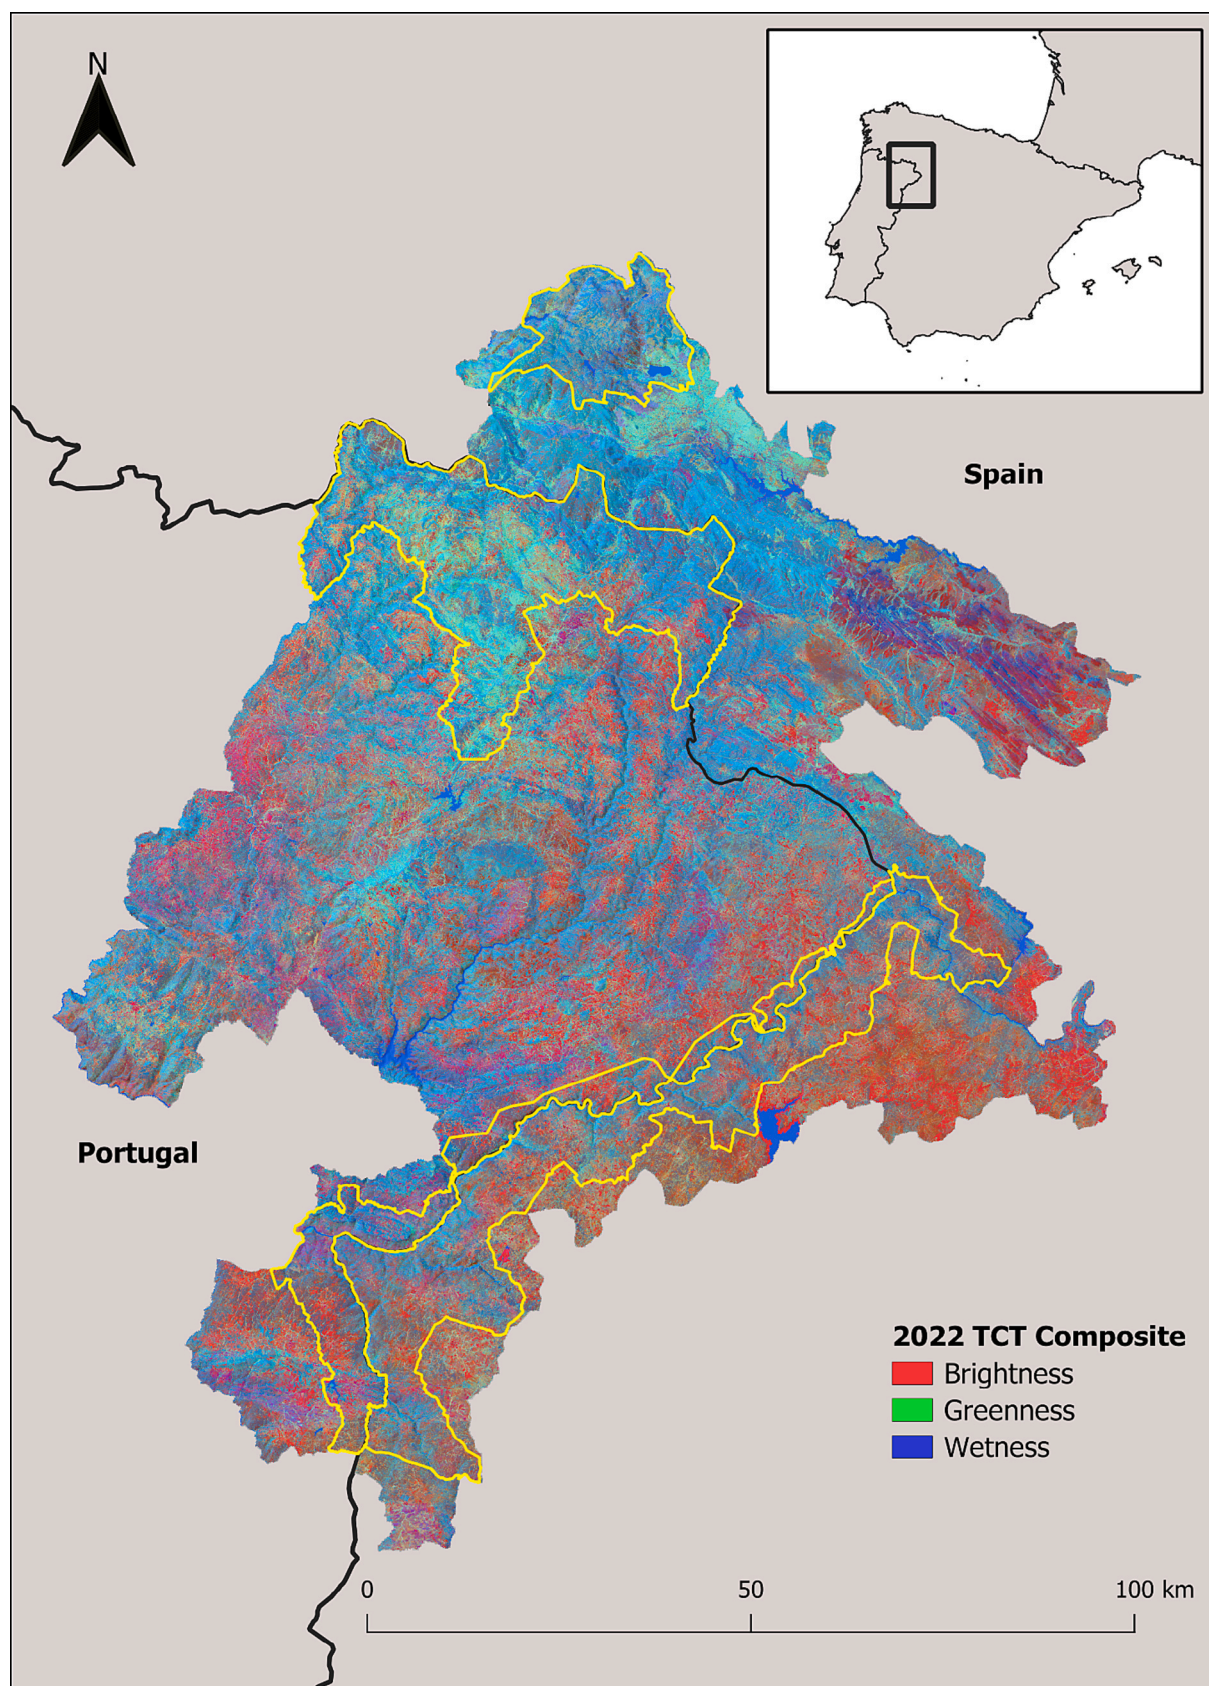 N
Spain
Portugal
2022 TCT Composite
Brightness
Greenness
Wetness
0 50 100 km